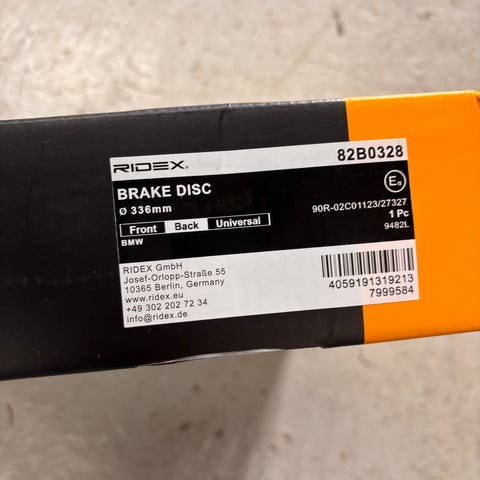 RIDEX® 82B0328
BRAKE DISC
Ø 336mm 90R-02C01123/27327
Front Back Universal 1 Pc
BMW 9482L
RIDEX GmbH
Josef-Orlopp-Straße 55
10365 Berlin, Germany
www.ridex.eu
+49 302 202 72 34
info@ridex.de
4059191319213
7999584